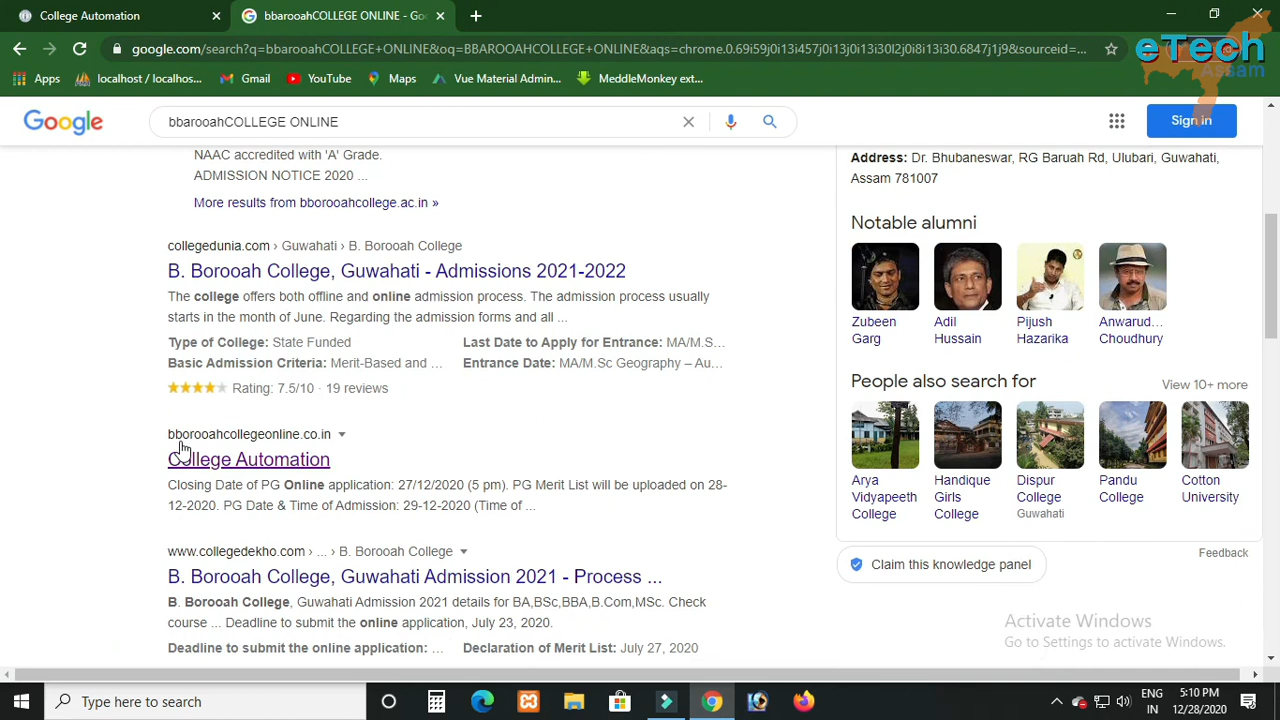 College Automation
bbarooahCOLLEGE ONLINE - Goo
google.com/search?q=bbarooahCOLLEGE+ONLINE&oq=BBAROOAHCOLLEGE+ONLINE&aqs=chrome.0.69i59j0i13i457j0i13j0i13i30l2j0i8i13i30.6847j1j9&sourceid=...
eTech
Assam
Apps
localhost / localhos...
Gmail
YouTube
Maps
Vue Material Admin...
MeddleMonkey ext...
Google
bbarooahCOLLEGE ONLINE
Sign in
NAAC accredited with 'A' Grade.
ADMISSION NOTICE 2020 ...
More results from bborooahcollege.ac.in »
collegedunia.com › Guwahati › B. Borooah College
B. Borooah College, Guwahati - Admissions 2021-2022
The college offers both offline and online admission process. The admission process usually
starts in the month of June. Regarding the admission forms and all ...
Type of College: State Funded
Last Date to Apply for Entrance: MA/M.S...
Basic Admission Criteria: Merit-Based and ...
Entrance Date: MA/M.Sc Geography – Au...
Rating: 7.5/10 · 19 reviews
bborooahcollegeonline.co.in
College Automation
Closing Date of PG Online application: 27/12/2020 (5 pm). PG Merit List will be uploaded on 28-
12-2020. PG Date & Time of Admission: 29-12-2020 (Time of ...
www.collegedekho.com › ... › B. Borooah College
B. Borooah College, Guwahati Admission 2021 - Process ...
B. Borooah College, Guwahati Admission 2021 details for BA,BSc,BBA,B.Com,MSc. Check
course ... Deadline to submit the online application, July 23, 2020.
Deadline to submit the online application: ...
Declaration of Merit List: July 27, 2020
Address: Dr. Bhubaneswar, RG Baruah Rd, Ulubari, Guwahati,
Assam 781007
Notable alumni
Zubeen
Garg
Adil
Hussain
Pijush
Hazarika
Anwarud...
Choudhury
People also search for
View 10+ more
Arya
Vidyapeeth
College
Handique
Girls
College
Dispur
College
Guwahati
Pandu
College
Cotton
University
Feedback
Claim this knowledge panel
Activate Windows
Go to Settings to activate Windows.
Type here to search
ENG
IN
5:10 PM
12/28/2020